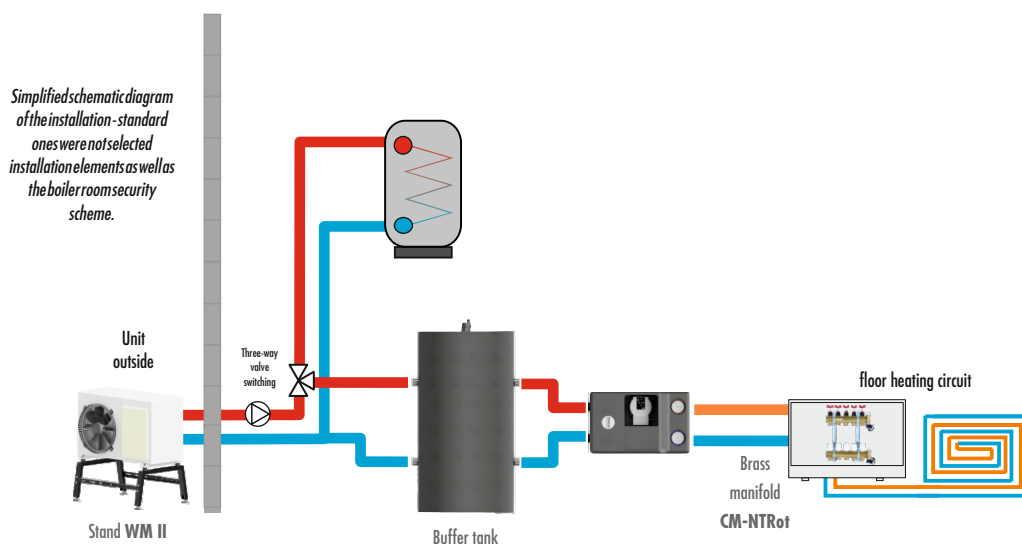 Simplified schematic diagram
of the installation - standard
ones were not selected
installation elements as well as
the boiler room security
scheme.
Unit
outside
Three-way
valve
switching
floor heating circuit
Brass
manifold
CM-NTRot
Stand WM II
Buffer tank